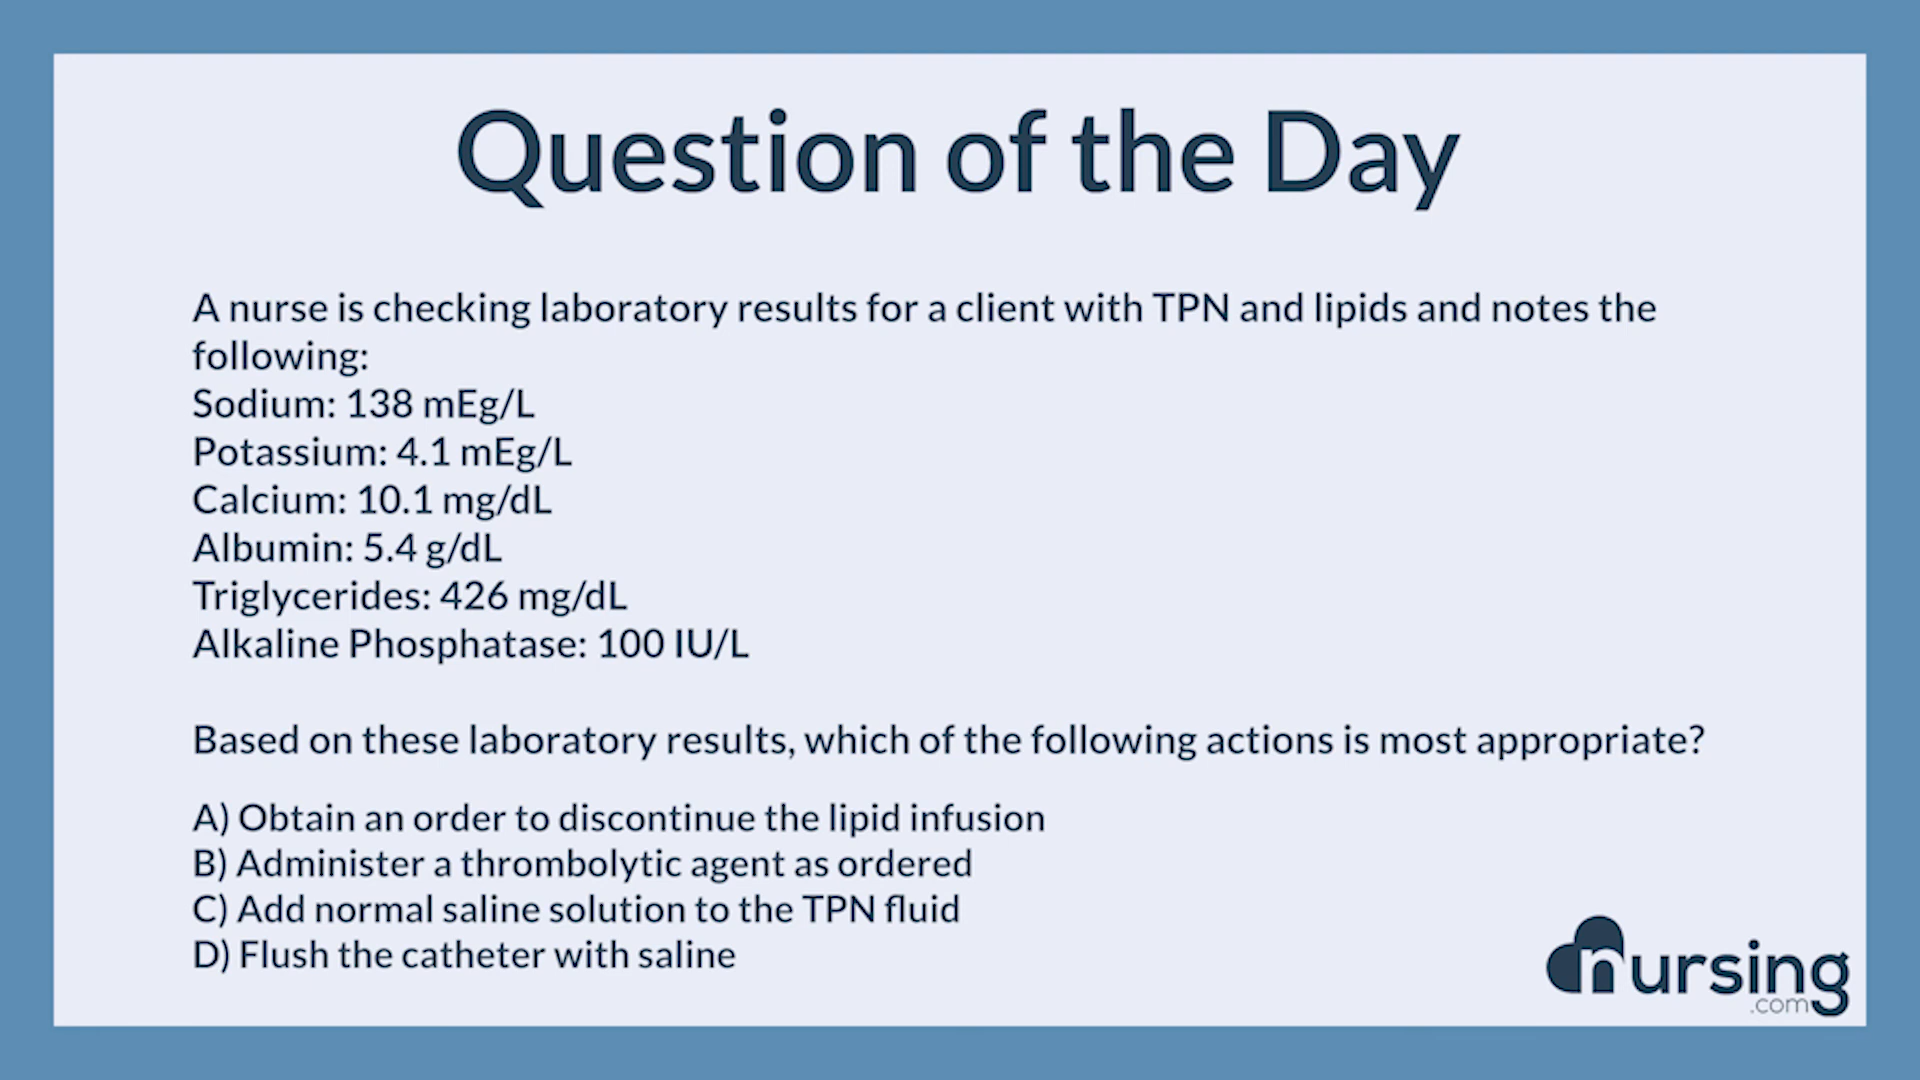 Question of the Day
A nurse is checking laboratory results for a client with TPN and lipids and notes the
following:
Sodium: 138 mEg/L
Potassium: 4.1 mEg/L
Calcium: 10.1 mg/dL
Albumin: 5.4 g/dL
Triglycerides: 426 mg/dL
Alkaline Phosphatase: 100 IU/L
Based on these laboratory results, which of the following actions is most appropriate?
A) Obtain an order to discontinue the lipid infusion
B) Administer a thrombolytic agent as ordered
C) Add normal saline solution to the TPN fluid
D) Flush the catheter with saline
nursing
.com